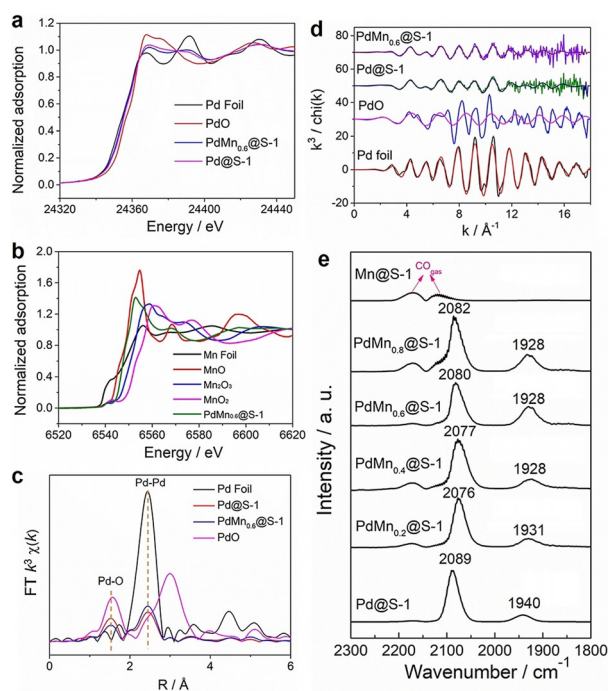 a
Normalized adsorption
1.2
1.0
0.8
0.6
0.4
0.2
0.0
Pd Foil
PdO
PdMn₀.₆@S-1
Pd@S-1
24320 24360 24400 24440
Energy / eV
b
Normalized adsorption
2.0
1.6
1.2
0.8
0.4
0.0
Mn Foil
MnO
Mn₂O₃
MnO₂
PdMn₀.₆@S-1
6520 6540 6560 6580 6600 6620
Energy / eV
c
FT k³ χ(k)
Pd-Pd
Pd-O
Pd Foil
Pd@S-1
PdMn₀.₆@S-1
PdO
0 2 4 6
R / Å
d
k³ / chi(k)
80
60
40
20
0
-20
PdMn₀.₆@S-1
Pd@S-1
PdO
Pd foil
0 4 8 12 16
k / Å⁻¹
e
Intensity / a. u.
Mn@S-1
CO gas
2082
PdMn₀.₈@S-1
1928
2080
PdMn₀.₆@S-1
1928
2077
PdMn₀.₄@S-1
1928
2076
PdMn₀.₂@S-1
1931
2089
Pd@S-1
1940
2300 2200 2100 2000 1900 1800
Wavenumber / cm⁻¹